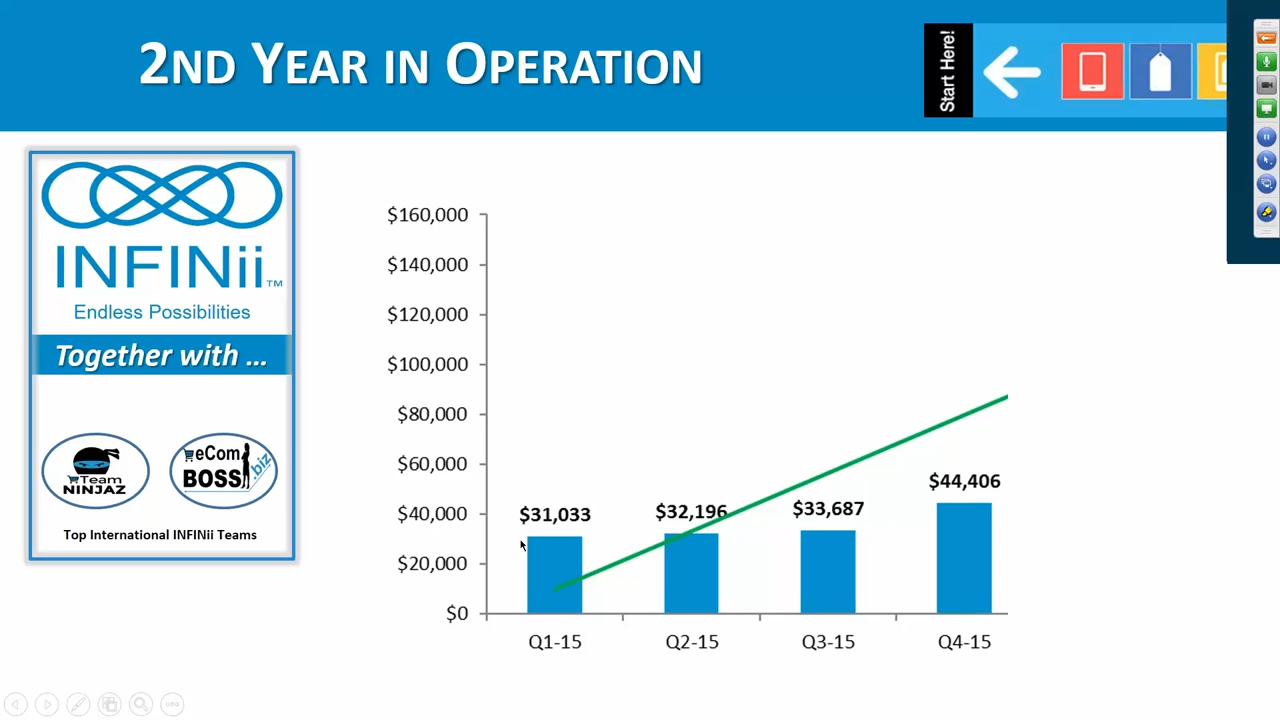 2ND YEAR IN OPERATION
Start Here!
INFINii™
Endless Possibilities
Together with ...
Team
NINJAZ
eCom
BOSS
.biz
Top International INFINii Teams
$160,000
$140,000
$120,000
$100,000
$80,000
$60,000
$40,000
$20,000
$0
$31,033
$32,196
$33,687
$44,406
Q1-15
Q2-15
Q3-15
Q4-15